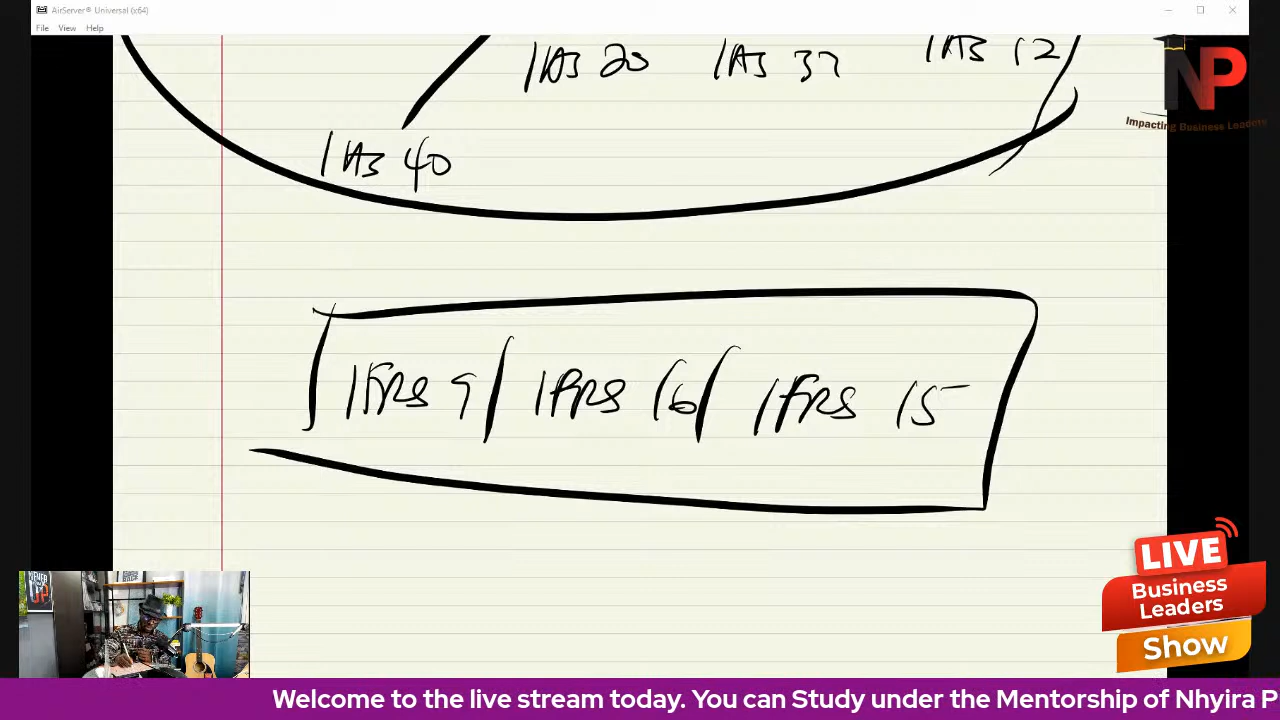 AirServer® Universal (x64)
File View Help
IAS 20 IAS 37 IAS 12
IAS 40
NP
Impacting Business Leaders
IFRS 9 / IFRS 16 / IFRS 15
LIVE
Business
Leaders
Show
Welcome to the live stream today. You can Study under the Mentorship of Nhyira P